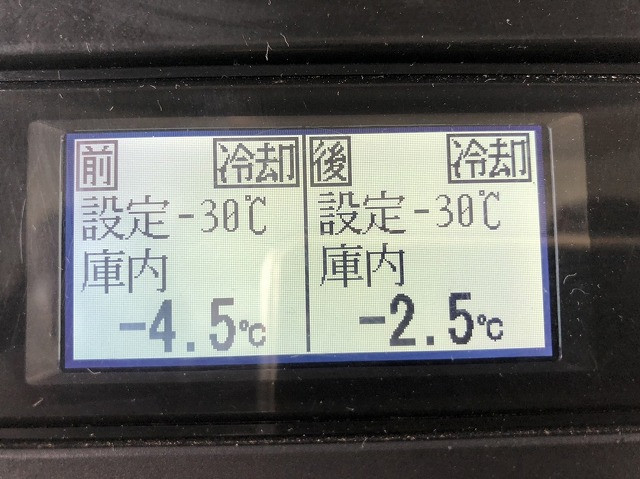 前 冷却
設定 -30℃
庫内
-4.5℃
後 冷却
設定 -30℃
庫内
-2.5℃